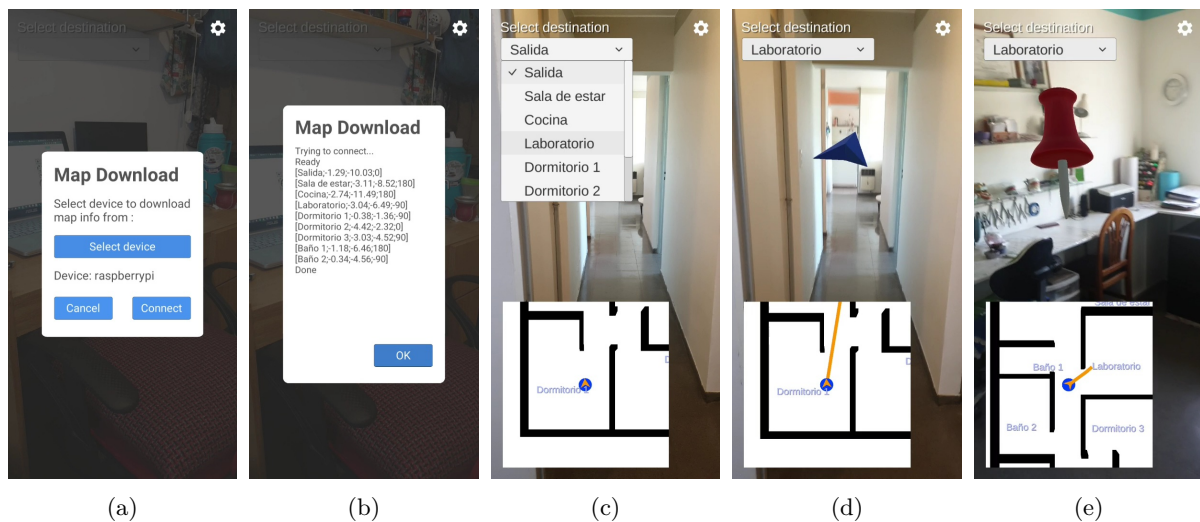 Select destination
Map Download
Select device to download
map info from :
Select device
Device: raspberrypi
Cancel
Connect
(a)
Select destination
Map Download
Trying to connect...
Ready
[Salida;-1.29;-10.03;0]
[Sala de estar;-3.11;-8.52;180]
[Cocina;-2.74;-11.49;180]
[Laboratorio;-3.04;-6.49;-90]
[Dormitorio 1;-0.38;-1.36;-90]
[Dormitorio 2;-4.42;-2.32;0]
[Dormitorio 3;-3.03;-4.52;90]
[Baño 1;-1.18;-6.46;180]
[Baño 2;-0.34;-4.56;-90]
Done
OK
(b)
Select destination
Salida
Salida
Sala de estar
Cocina
Laboratorio
Dormitorio 1
Dormitorio 2
Dormitorio
D
(c)
Select destination
Laboratorio
Dormitorio 1
(d)
Select destination
Laboratorio
Sala de estar
Baño 1
Laboratorio
Baño 2
Dormitorio 3
(e)